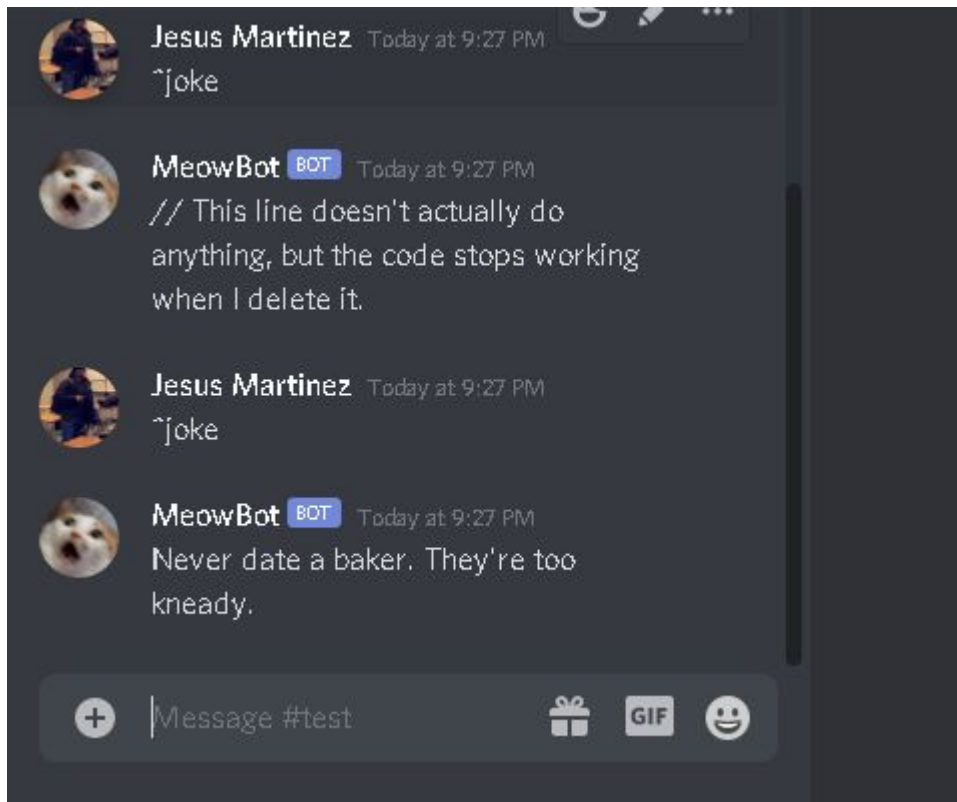 Jesus Martinez Today at 9:27 PM
~joke
MeowBot BOT Today at 9:27 PM
// This line doesn't actually do
anything, but the code stops working
when I delete it.
Jesus Martinez Today at 9:27 PM
~joke
MeowBot BOT Today at 9:27 PM
Never date a baker. They're too
kneady.
Message #test GIF